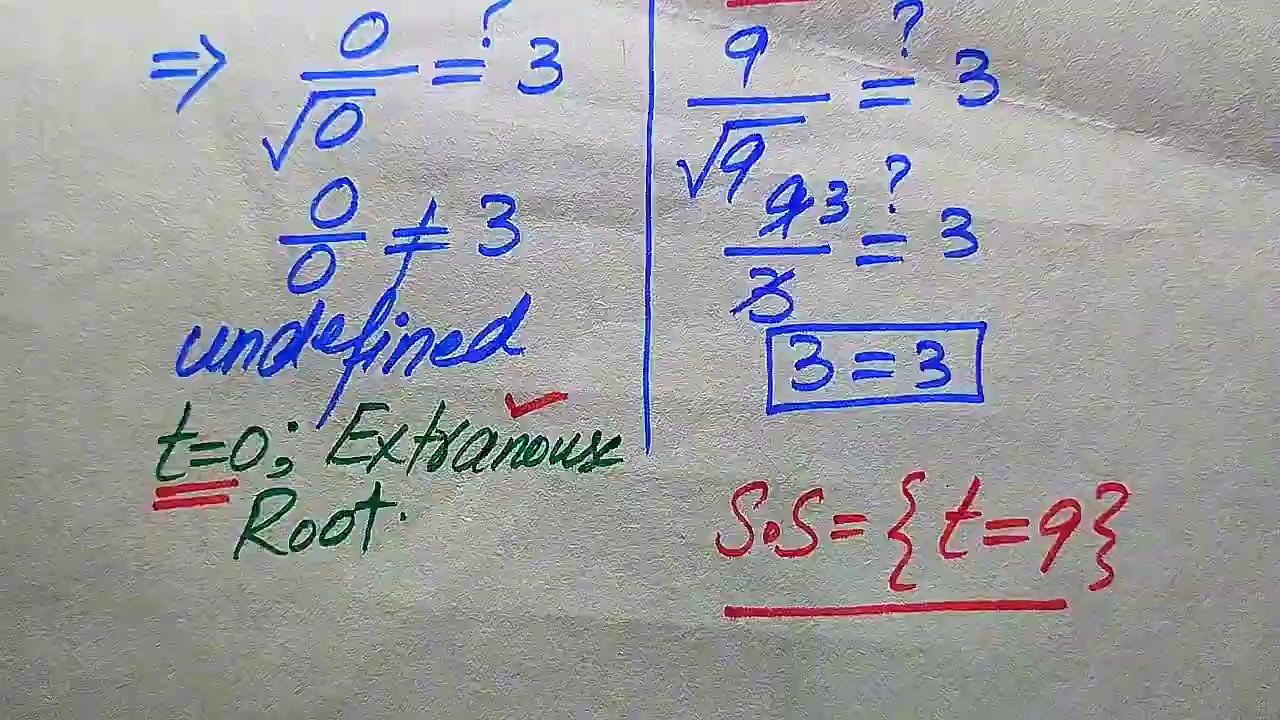 ⇒ 0/√0 =? 3
0/0 ≠ 3
undefined
t=0; Extranouse
Root.
9/√9 =? 3
9 3/3 =? 3
3 = 3
S.S = {t=9}